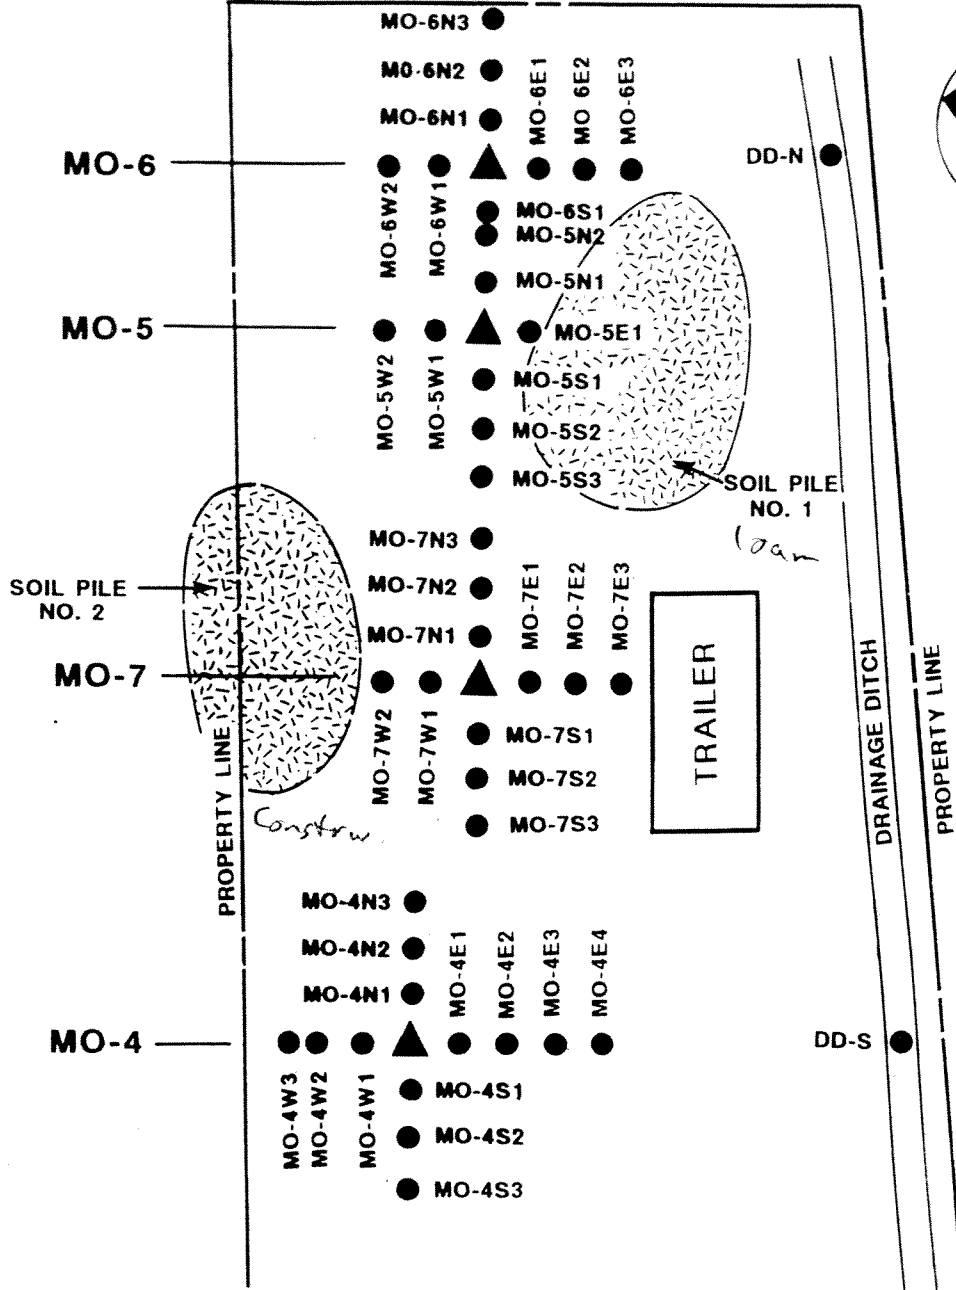 MO-6N3
M0-6N2
MO-6N1
MO-6E1
MO 6E2
MO-6E3
MO-6
DD-N
MO-6W2
MO-6W1
MO-6S1
MO-5N2
MO-5N1
MO-5
MO-5E1
MO-5W2
MO-5W1
MO-5S1
MO-5S2
MO-5S3
SOIL PILE
NO. 1
loam
MO-7N3
MO-7N2
MO-7N1
MO-7E1
MO-7E2
MO-7E3
SOIL PILE
NO. 2
MO-7
MO-7W2
MO-7W1
MO-7S1
MO-7S2
MO-7S3
TRAILER
DRAINAGE DITCH
PROPERTY LINE
PROPERTY LINE
MO-4N3
MO-4N2
MO-4N1
MO-4E1
MO-4E2
MO-4E3
MO-4E4
MO-4
DD-S
MO-4W3
MO-4W2
MO-4W1
MO-4S1
MO-4S2
MO-4S3